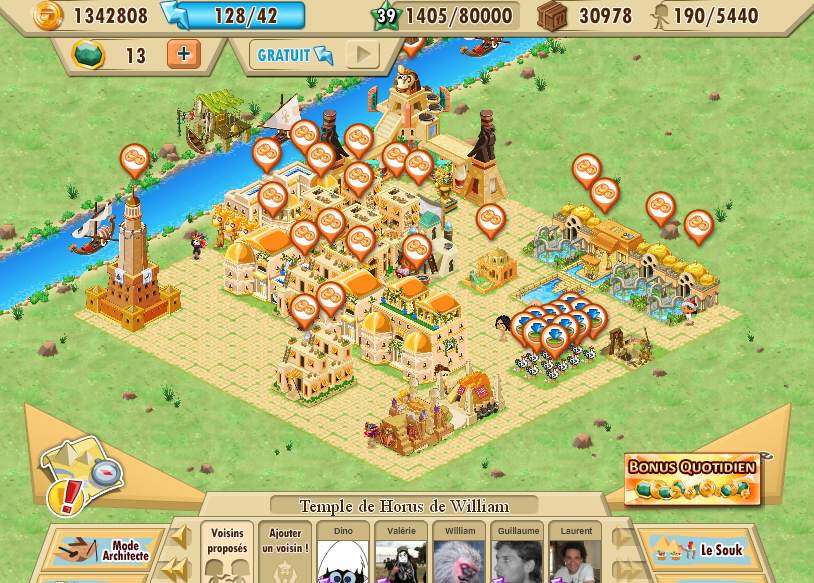 1342808
128/42
39
1405/80000
30978
190/5440
13
+
GRATUIT
BONUS QUOTIDIEN
Temple de Horus de William
Mode
Architecte
Voisins
proposés
Ajouter
un voisin !
Dino
Valérie
William
Guillaume
Laurent
Le Souk